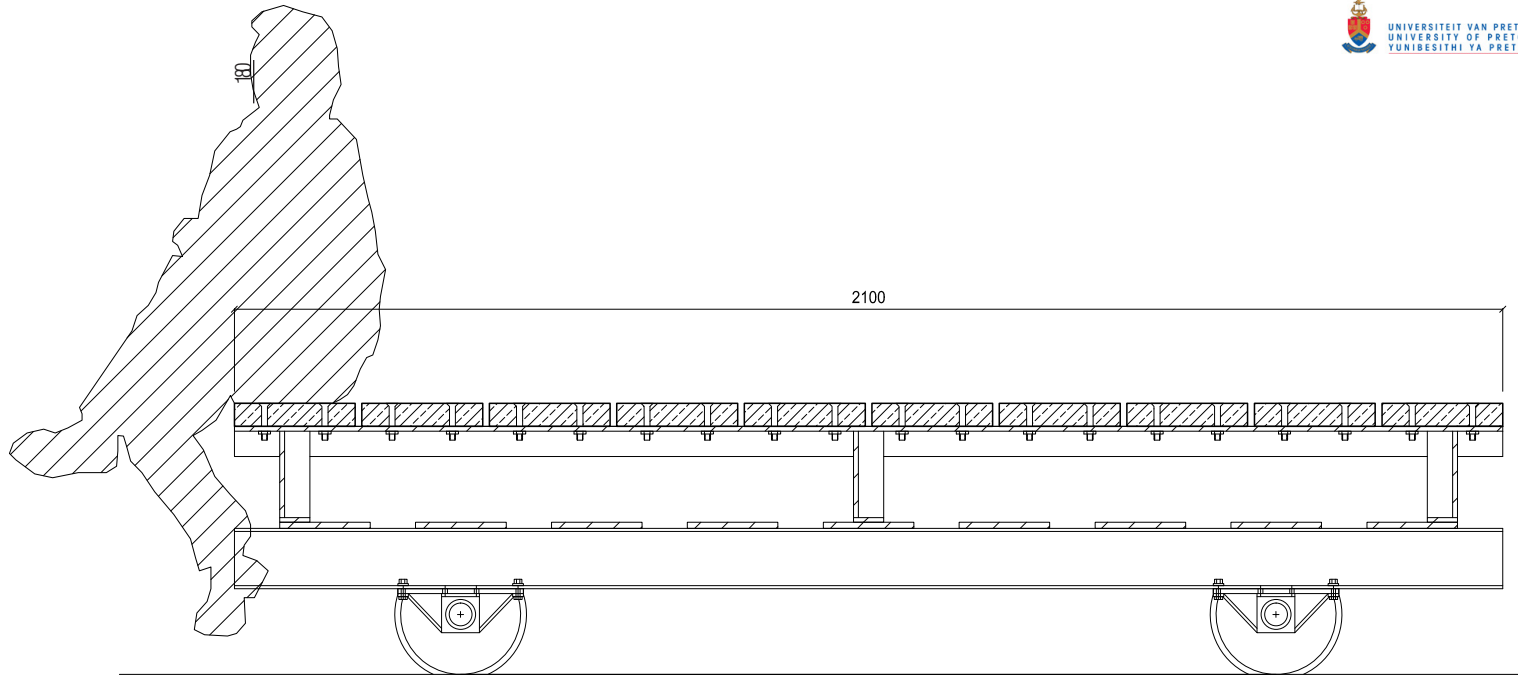 UNIVERSITEIT VAN PRET
UNIVERSITY OF PRET
YUNIBESITHI YA PRET
180
2100